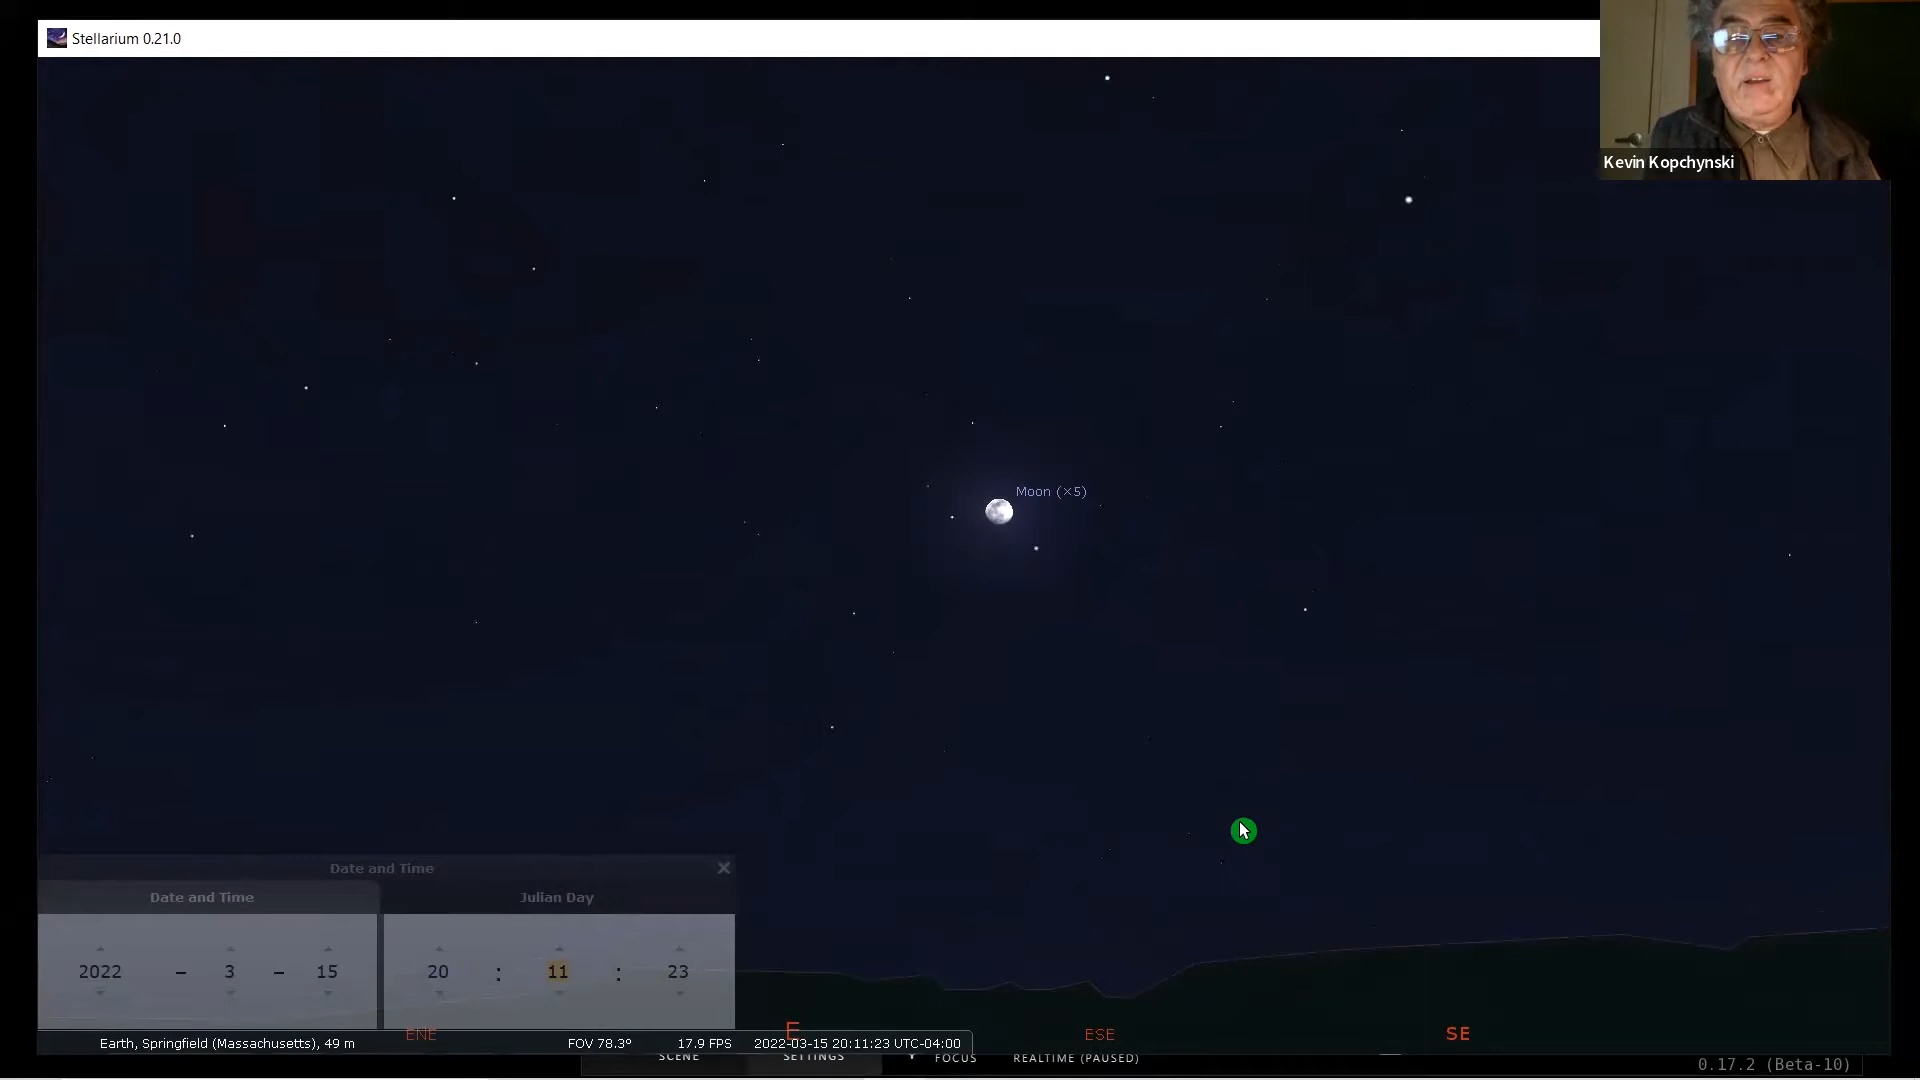 Stellarium 0.21.0
Kevin Kopchynski
Moon (×5)
Date and Time
Date and Time
Julian Day
2022 – 3 – 15
20 : 11 : 23
ENE
E
ESE
SE
Earth, Springfield (Massachusetts), 49 m
FOV 78.3°
17.9 FPS
2022-03-15 20:11:23 UTC-04:00
SCENE
SETTINGS
FOCUS
REALTIME (PAUSED)
0.17.2 (Beta-10)